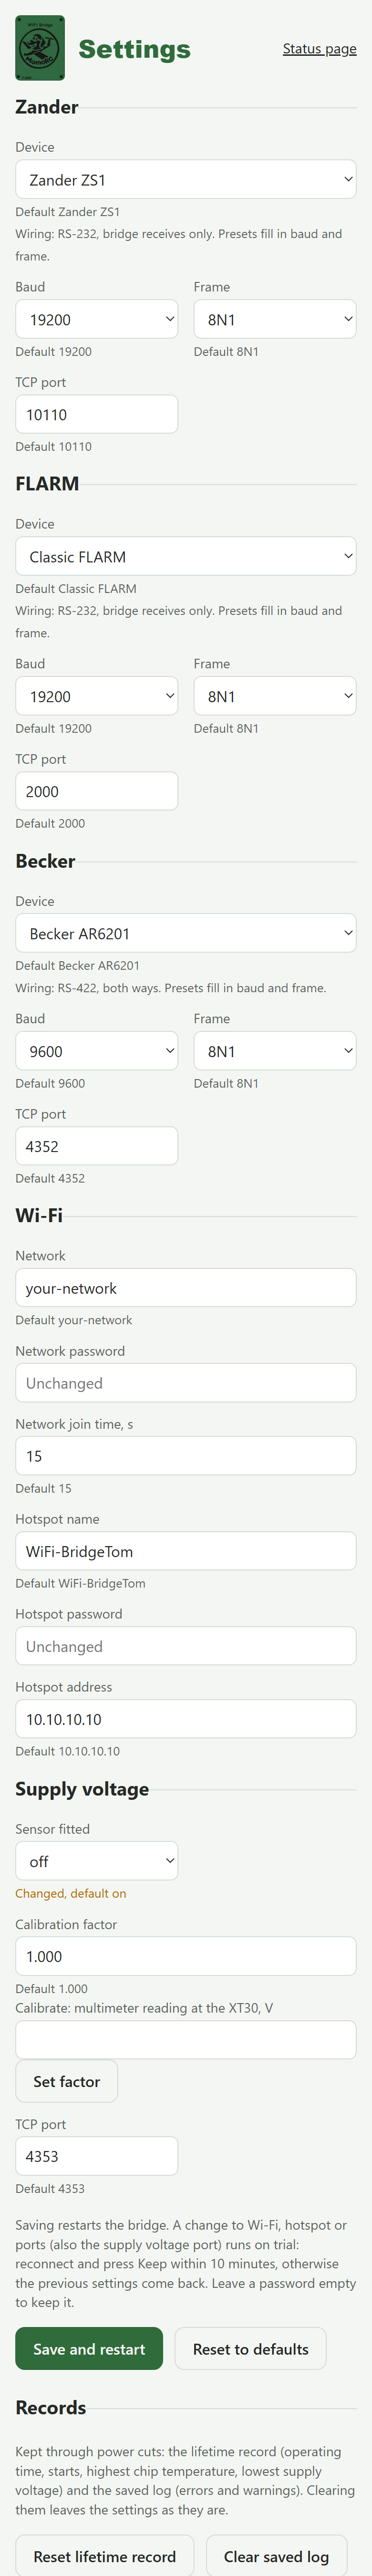 WiFi Bridge
MomoRC
Settings
Status page
Zander
Device
Zander ZS1
Default Zander ZS1
Wiring: RS-232, bridge receives only. Presets fill in baud and
frame.
Baud
Frame
19200
8N1
Default 19200
Default 8N1
TCP port
10110
Default 10110
FLARM
Device
Classic FLARM
Default Classic FLARM
Wiring: RS-232, bridge receives only. Presets fill in baud and
frame.
Baud
Frame
19200
8N1
Default 19200
Default 8N1
TCP port
2000
Default 2000
Becker
Device
Becker AR6201
Default Becker AR6201
Wiring: RS-422, both ways. Presets fill in baud and frame.
Baud
Frame
9600
8N1
Default 9600
Default 8N1
TCP port
4352
Default 4352
Wi-Fi
Network
your-network
Default your-network
Network password
Unchanged
Network join time, s
15
Default 15
Hotspot name
WiFi-BridgeTom
Default WiFi-BridgeTom
Hotspot password
Unchanged
Hotspot address
10.10.10.10
Default 10.10.10.10
Supply voltage
Sensor fitted
off
Changed, default on
Calibration factor
1.000
Default 1.000
Calibrate: multimeter reading at the XT30, V
Set factor
TCP port
4353
Default 4353
Saving restarts the bridge. A change to Wi-Fi, hotspot or
ports (also the supply voltage port) runs on trial:
reconnect and press Keep within 10 minutes, otherwise
the previous settings come back. Leave a password empty
to keep it.
Save and restart
Reset to defaults
Records
Kept through power cuts: the lifetime record (operating
time, starts, highest chip temperature, lowest supply
voltage) and the saved log (errors and warnings). Clearing
them leaves the settings as they are.
Reset lifetime record
Clear saved log